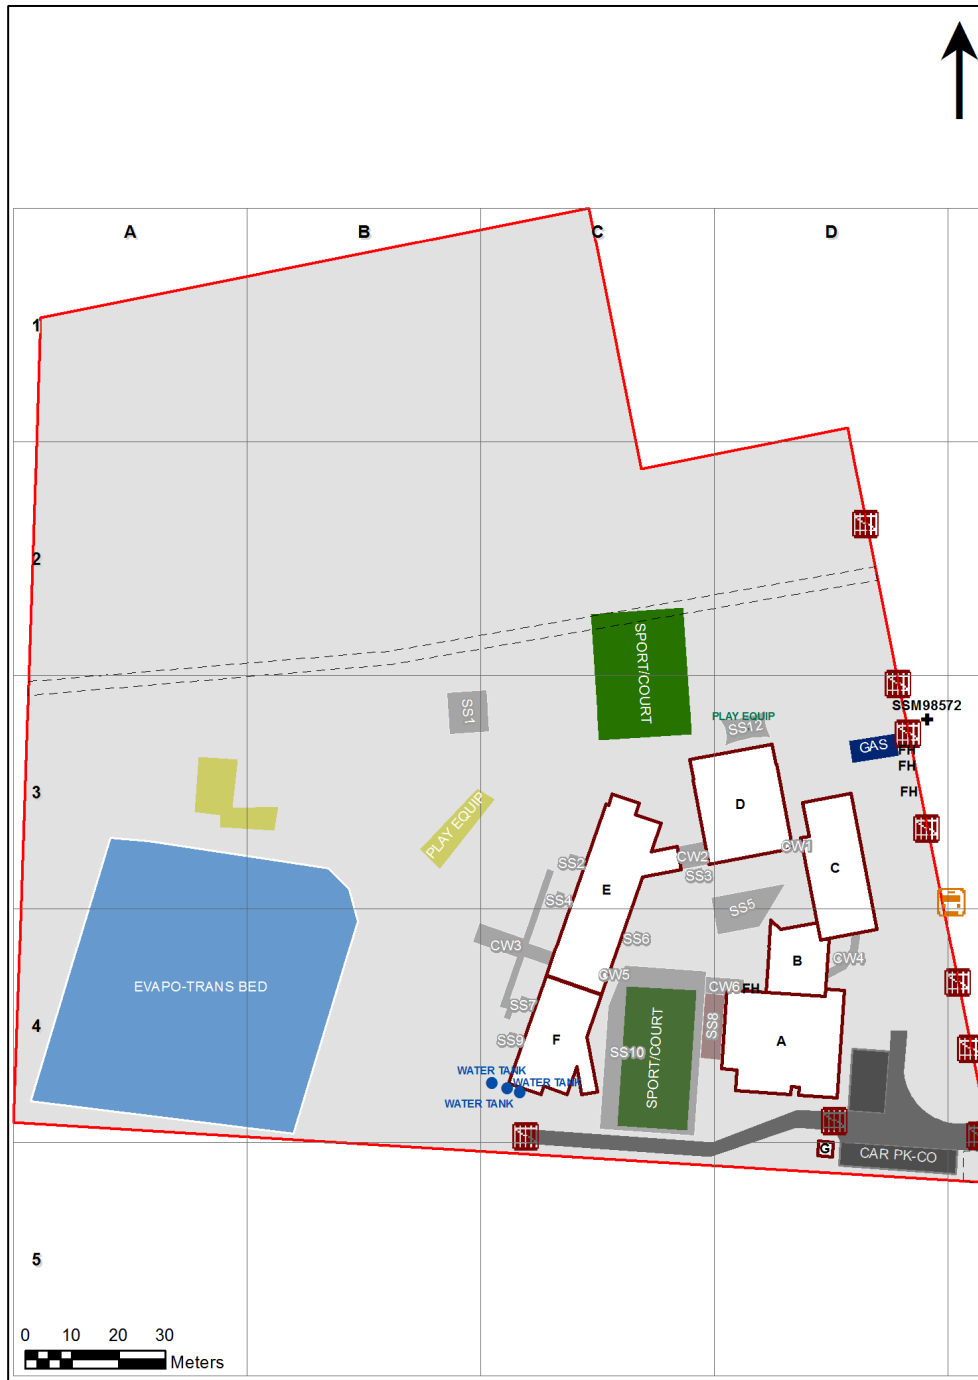 A
B
C
D
1
2
SPORT/COURT
SS1
SSM98572
PLAY EQUIP
SS12
GAS
FH
FH
FH
3
PLAY EQUIP
D
CW1
CW2
SS3
C
SS2
E
SS4
SS5
SS6
CW3
CW4
B
CW5
CW6
FH
EVAPO-TRANS BED
SS7
4
SS8
SS9
F
SS10
SPORT/COURT
A
WATER TANK
WATER TANK
WATER TANK
G
CAR PK-CO
5
0 10 20 30
Meters